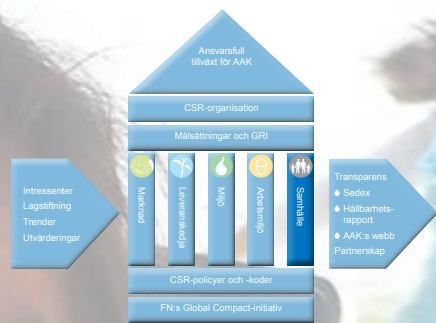 Ansvarsfull
tillväxt för AAK
CSR-organisation
Målsättningar och GRI
Intressenter
Lagstiftning
Trender
Utvärderingar
Marknad
Leveranskedja
Miljö
Arbetsmiljö
Samhälle
Transparens
Sedex
Hållbarhets-
rapport
AAK:s webb
Partnerskap
CSR-policyer och -koder
FN:s Global Compact-initiativ